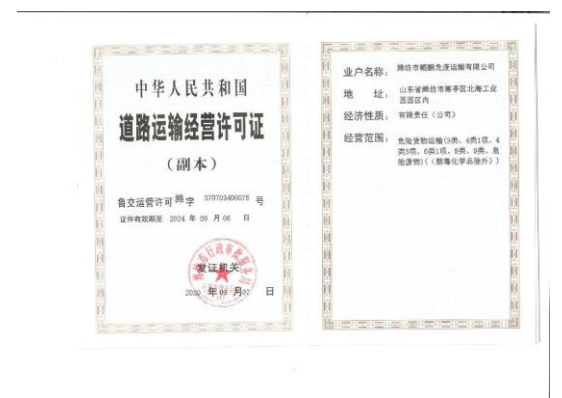 中华人民共和国
道路运输经营许可证
（副本）
鲁交运管许可 潍 字 370703490076 号
证件有效期至 2024 年 09 月 06 日
发证机关
2020 年 09 月 07 日
业户名称： 潍坊市鲲鹏危废运输有限公司
地 址： 山东省潍坊市寒亭区北海工业
园园区内
经济性质： 有限责任（公司）
经营范围： 危险货物运输(3类、4类1项、4
类3项、6类1项、8类、9类、危
险废物)（（剧毒化学品除外））